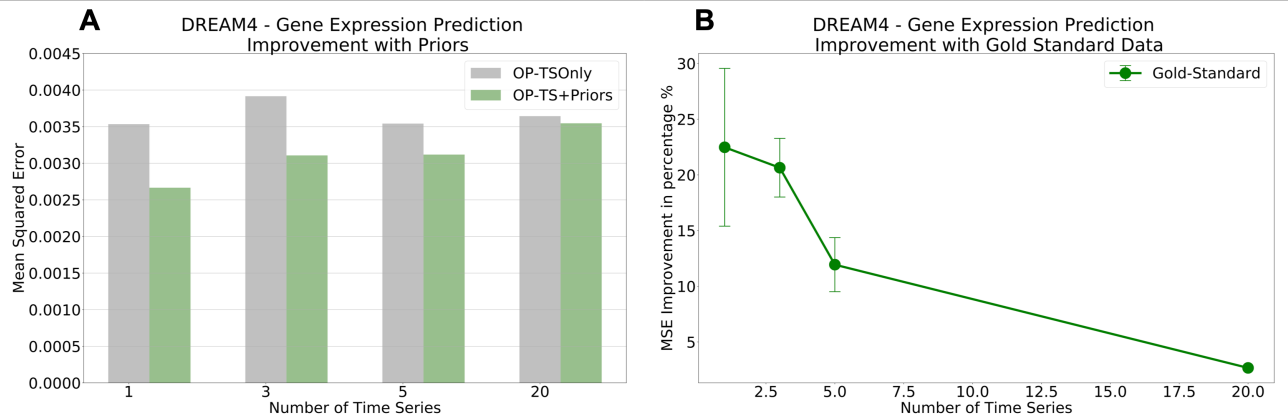 A
DREAM4 - Gene Expression Prediction
Improvement with Priors
Mean Squared Error
0.0045
0.0040
0.0035
0.0030
0.0025
0.0020
0.0015
0.0010
0.0005
0.0000
OP-TSOnly
OP-TS+Priors
1
3
5
20
Number of Time Series
B
DREAM4 - Gene Expression Prediction
Improvement with Gold Standard Data
MSE Improvement in percentage %
30
25
20
15
10
5
Gold-Standard
2.5
5.0
7.5
10.0
12.5
15.0
17.5
20.0
Number of Time Series